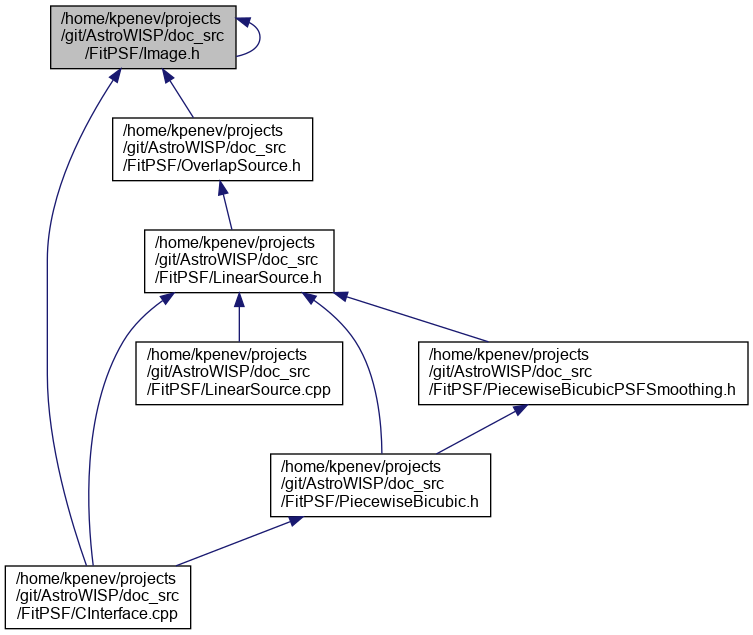 /home/kpenev/projects
/git/AstroWISP/doc_src
/FitPSF/Image.h
/home/kpenev/projects
/git/AstroWISP/doc_src
/FitPSF/OverlapSource.h
/home/kpenev/projects
/git/AstroWISP/doc_src
/FitPSF/LinearSource.h
/home/kpenev/projects
/git/AstroWISP/doc_src
/FitPSF/LinearSource.cpp
/home/kpenev/projects
/git/AstroWISP/doc_src
/FitPSF/PiecewiseBicubicPSFSmoothing.h
/home/kpenev/projects
/git/AstroWISP/doc_src
/FitPSF/PiecewiseBicubic.h
/home/kpenev/projects
/git/AstroWISP/doc_src
/FitPSF/CInterface.cpp